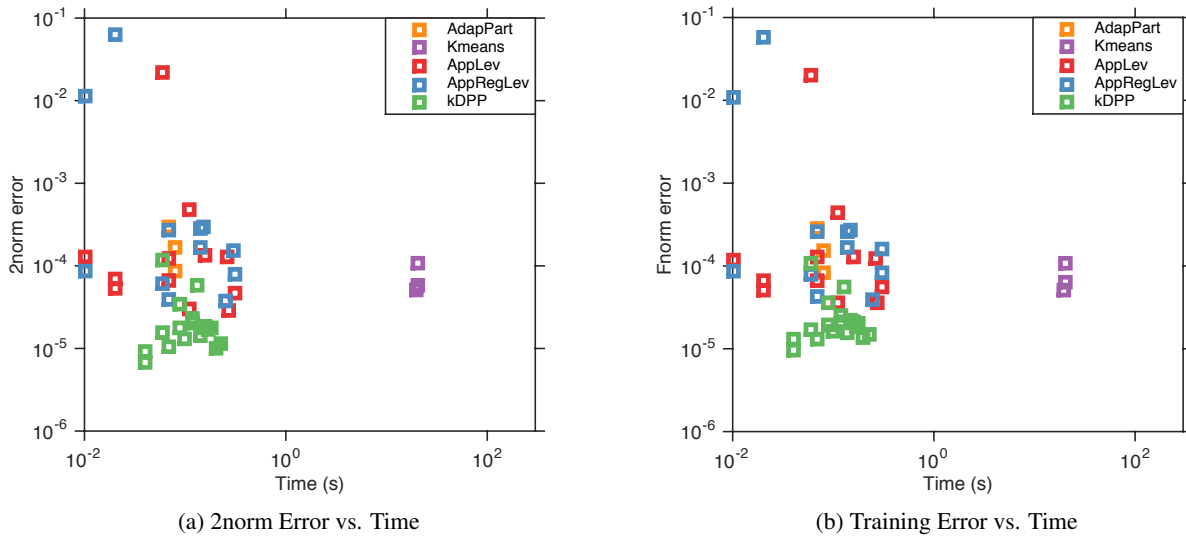 10^-1
10^-2
10^-3
10^-4
10^-5
10^-6
2norm error
10^-2
10^0
10^2
Time (s)
AdapPart
Kmeans
AppLev
AppRegLev
kDPP
(a) 2norm Error vs. Time
10^-1
10^-2
10^-3
10^-4
10^-5
10^-6
Fnorm error
10^-2
10^0
10^2
Time (s)
AdapPart
Kmeans
AppLev
AppRegLev
kDPP
(b) Training Error vs. Time